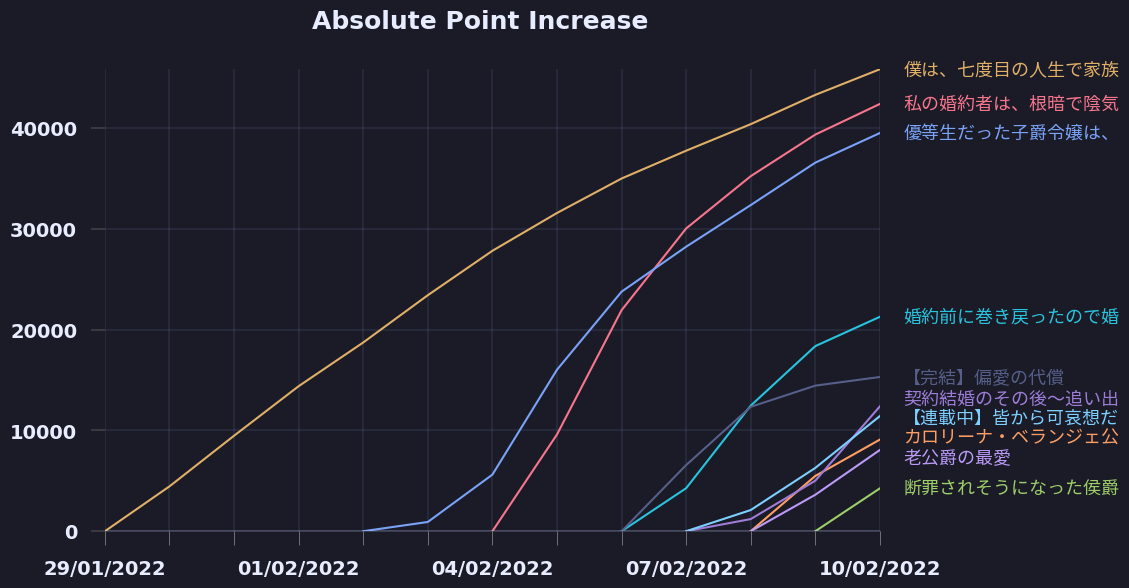 Absolute Point Increase
僕は、七度目の人生で家族
私の婚約者は、根暗で陰気
優等生だった子爵令嬢は、
婚約前に巻き戻ったので婚
【完結】偏愛の代償
契約結婚のその後〜追い出
【連載中】皆から可哀想だ
カロリーナ・ベランジェ公
老公爵の最愛
断罪されそうになった侯爵
40000
30000
20000
10000
0
29/01/2022
01/02/2022
04/02/2022
07/02/2022
10/02/2022